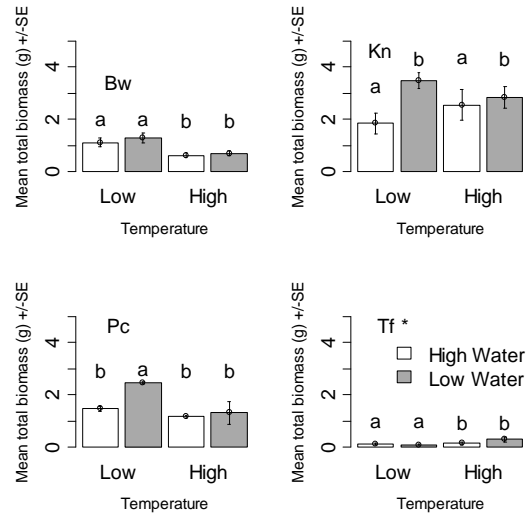 Mean total biomass (g) +/-SE
0 2 4
Bw
a a b b
Low High
Temperature
Mean total biomass (g) +/-SE
0 2 4
Kn
a b a b
Low High
Temperature
Mean total biomass (g) +/-SE
0 2 4
Pc
b a b b
Low High
Temperature
Mean total biomass (g) +/-SE
0 2 4
Tf *
High Water
Low Water
a a b b
Low High
Temperature